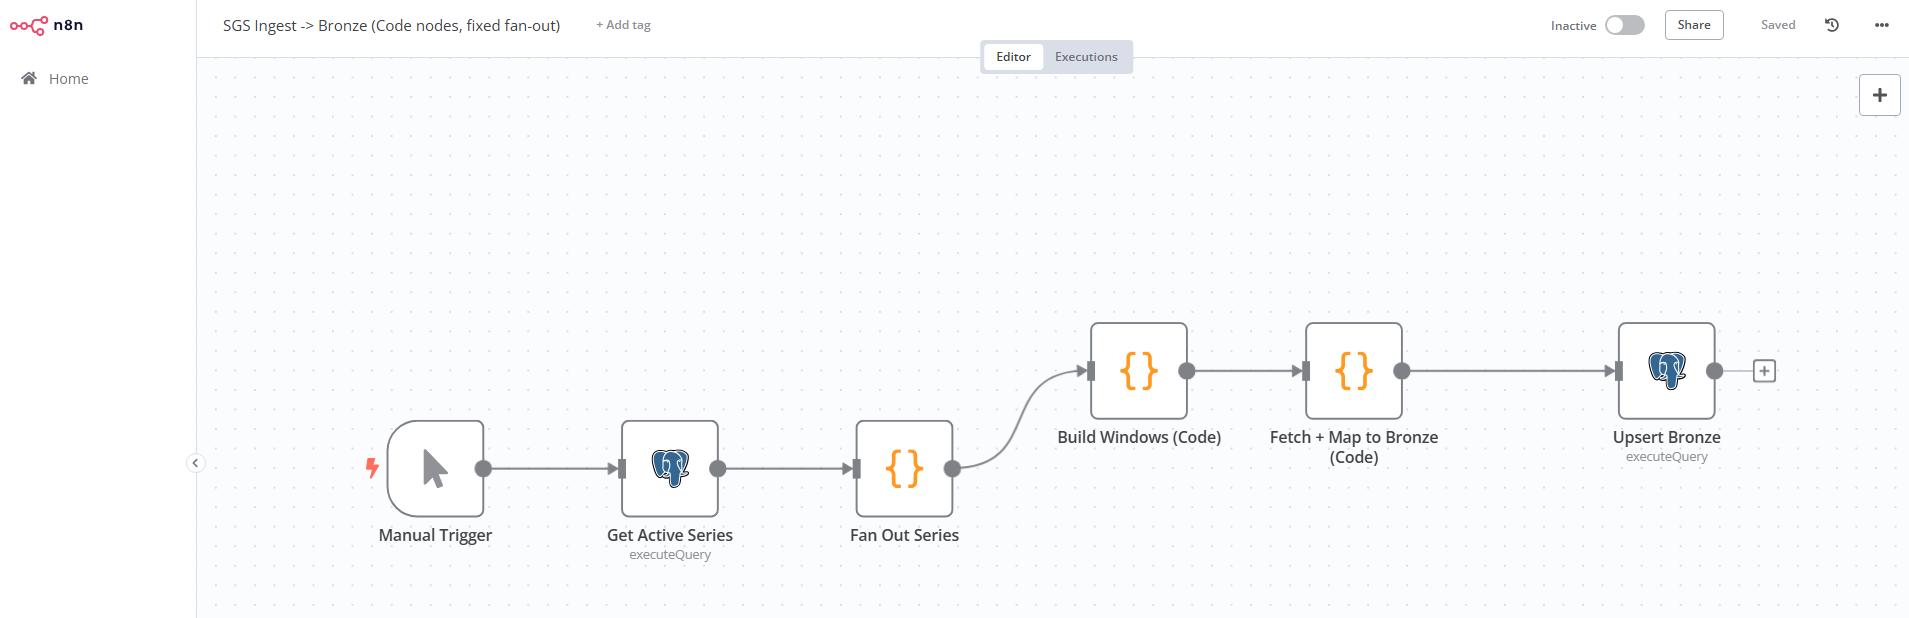 n8n
SGS Ingest -> Bronze (Code nodes, fixed fan-out)
+ Add tag
Inactive
Share
Saved
Editor
Executions
Home
Build Windows (Code)
Fetch + Map to Bronze
(Code)
Upsert Bronze
executeQuery
Manual Trigger
Get Active Series
executeQuery
Fan Out Series